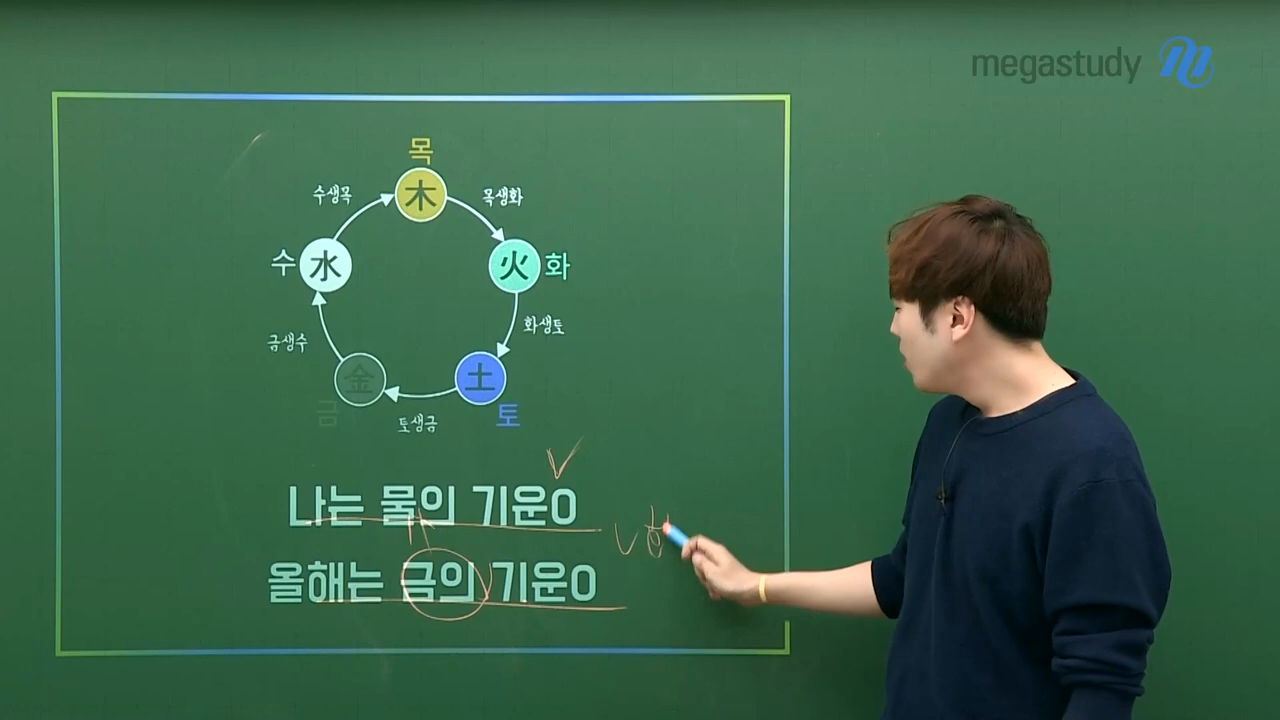 megastudy
목
木
수생목
목생화
수
水
火
화
금생수
화생토
金
土
금
토생금
토
나는 물의 기운O
올해는 금의 기운O